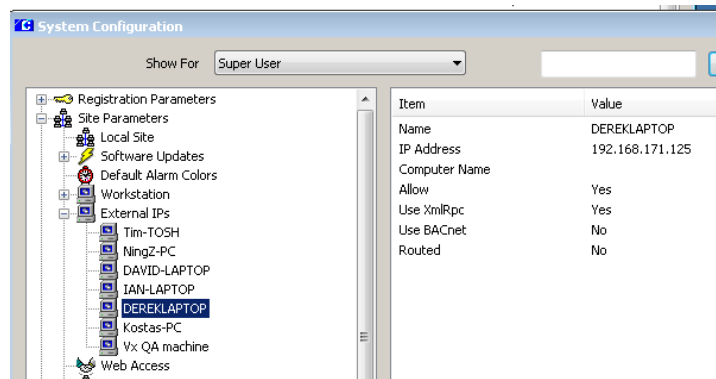 System Configuration
Show For Super User
Registration Parameters
Site Parameters
Local Site
Software Updates
Default Alarm Colors
Workstation
External IPs
Tim-TOSH
NingZ-PC
DAVID-LAPTOP
IAN-LAPTOP
DEREKLAPTOP
Kostas-PC
Vx QA machine
Web Access
Item Value
Name DEREKLAPTOP
IP Address 192.168.171.125
Computer Name
Allow Yes
Use XmlRpc Yes
Use BACnet No
Routed No